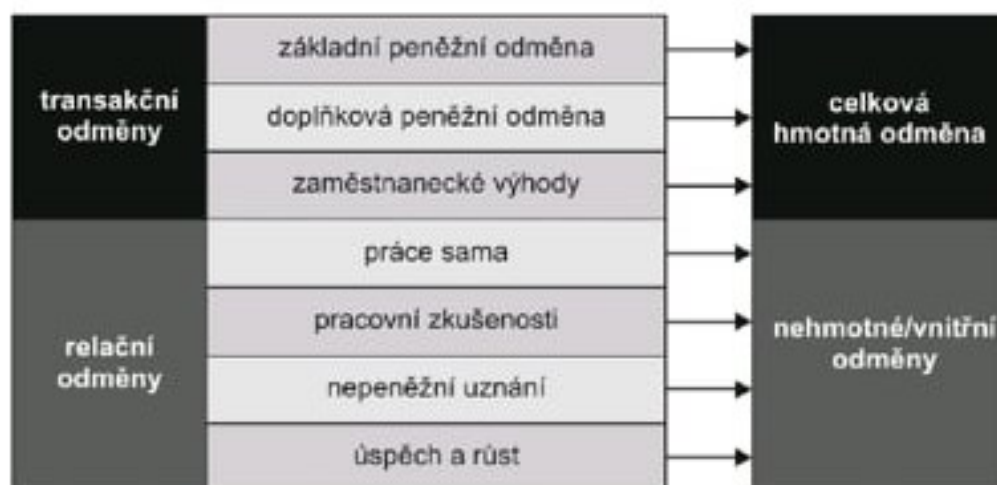 transakční
odměny
základní peněžní odměna
doplňková peněžní odměna
zaměstnanecké výhody
celková
hmotná odměna
relační
odměny
práce sama
pracovní zkušenosti
nepeněžní uznání
úspěch a růst
nehmotné/vnitřní
odměny